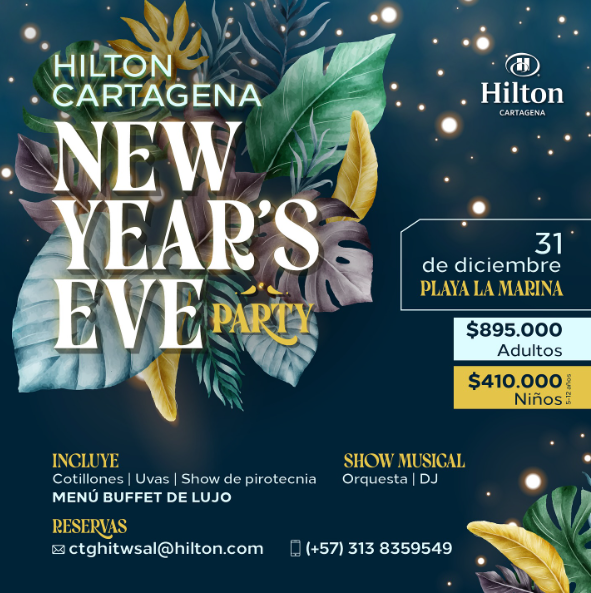 HILTON
CARTAGENA
NEW
YEAR'S
EVE PARTY
Hilton
CARTAGENA
31
de diciembre
PLAYA LA MARINA
$895.000
Adultos
$410.000
Niños 5-12 años
INCLUYE
Cotillones | Uvas | Show de pirotecnia
MENÚ BUFFET DE LUJO
SHOW MUSICAL
Orquesta | DJ
RESERVAS
ctghitwsal@hilton.com
(+57) 313 8359549